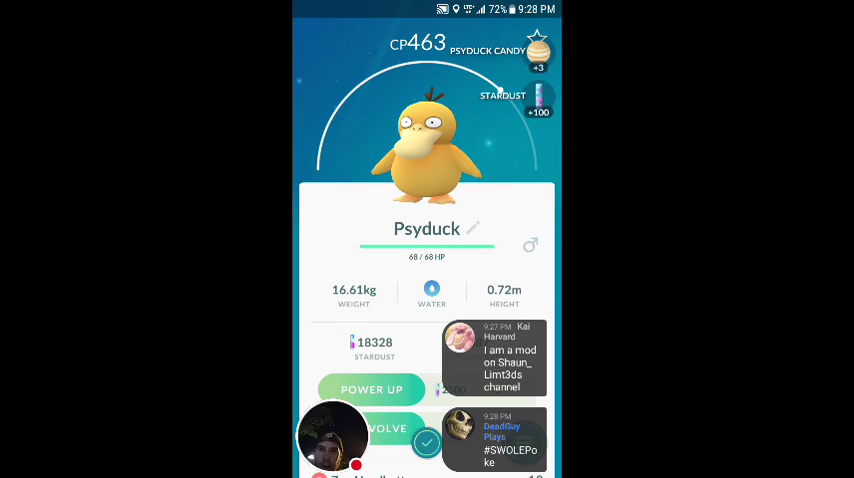 72% 9:28 PM
CP463
PSYDUCK CANDY
+3
STARDUST
+100
Psyduck
68 / 68 HP
16.61kg
WEIGHT
WATER
0.72m
HEIGHT
18328
STARDUST
9:27 PM Kai
Harvard
I am a mod
on Shaun_
Limt3ds
channel
POWER UP
2500
VOLVE
9:28 PM
DeadGuy
Plays
#SWOLEPo
ke